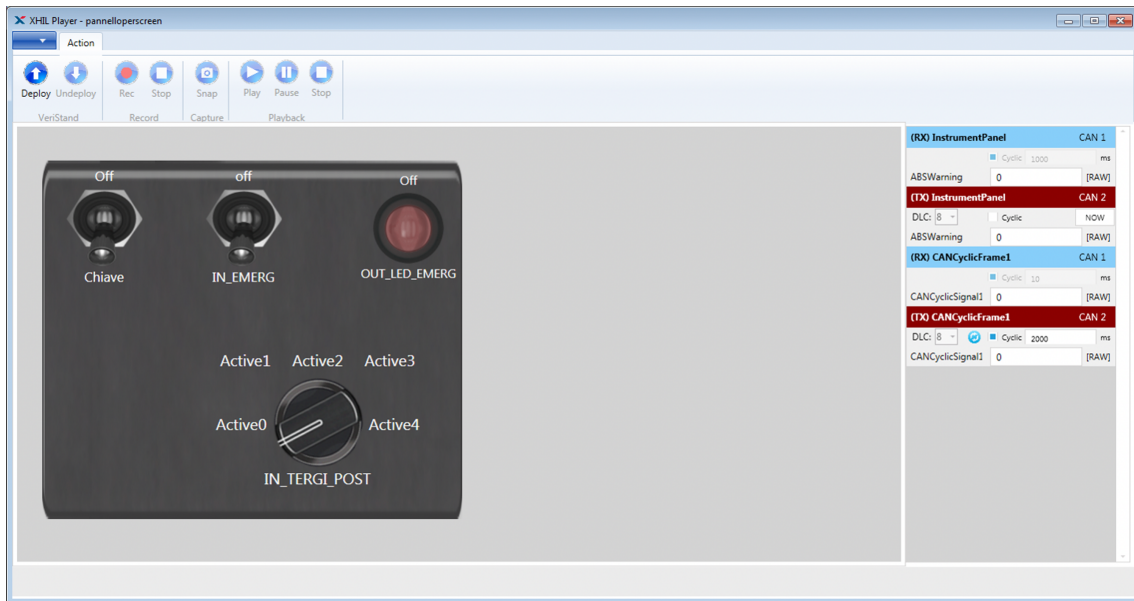 XHIL Player - pannelloperscreen
Action
Deploy Undeploy Rec Stop Snap Play Pause Stop
VeriStand Record Capture Playback
Off off Off
Chiave IN_EMERG OUT_LED_EMERG
Active1 Active2 Active3
Active0 Active4
IN_TERGI_POST
(RX) InstrumentPanel CAN 1
Cyclic 1000 ms
ABSWarning 0 [RAW]
(TX) InstrumentPanel CAN 2
DLC: 8 Cyclic NOW
ABSWarning 0 [RAW]
(RX) CANCyclicFrame1 CAN 1
Cyclic 10 ms
CANCyclicSignal1 0 [RAW]
(TX) CANCyclicFrame1 CAN 2
DLC: 8 Cyclic 2000 ms
CANCyclicSignal1 0 [RAW]